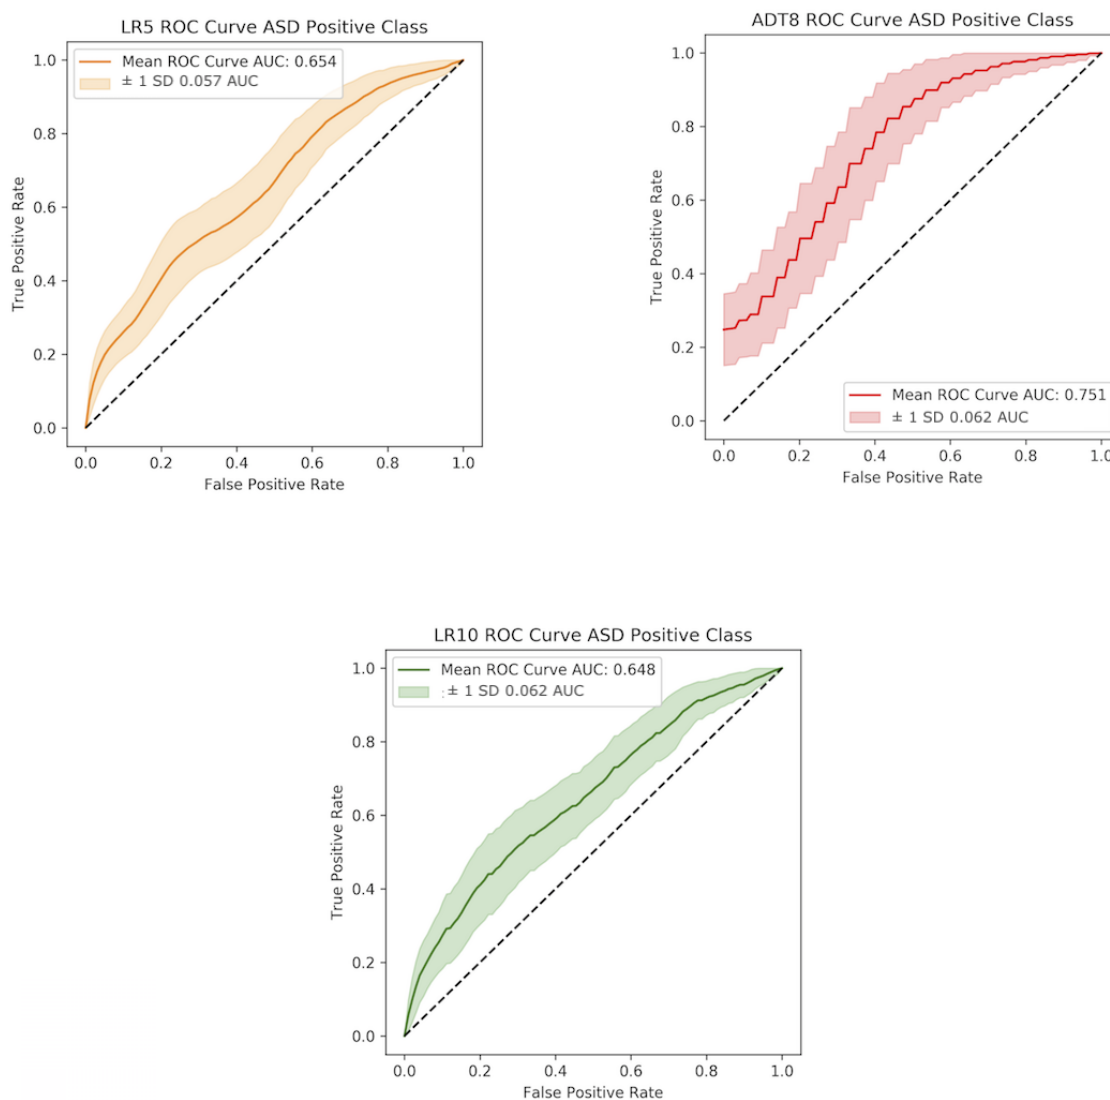 LR5 ROC Curve ASD Positive Class
Mean ROC Curve AUC: 0.654
± 1 SD 0.057 AUC
True Positive Rate
1.0
0.8
0.6
0.4
0.2
0.0
0.0 0.2 0.4 0.6 0.8 1.0
False Positive Rate
ADT8 ROC Curve ASD Positive Class
True Positive Rate
1.0
0.8
0.6
0.4
0.2
0.0
Mean ROC Curve AUC: 0.751
± 1 SD 0.062 AUC
0.0 0.2 0.4 0.6 0.8 1.0
False Positive Rate
LR10 ROC Curve ASD Positive Class
Mean ROC Curve AUC: 0.648
± 1 SD 0.062 AUC
True Positive Rate
1.0
0.8
0.6
0.4
0.2
0.0
0.0 0.2 0.4 0.6 0.8 1.0
False Positive Rate